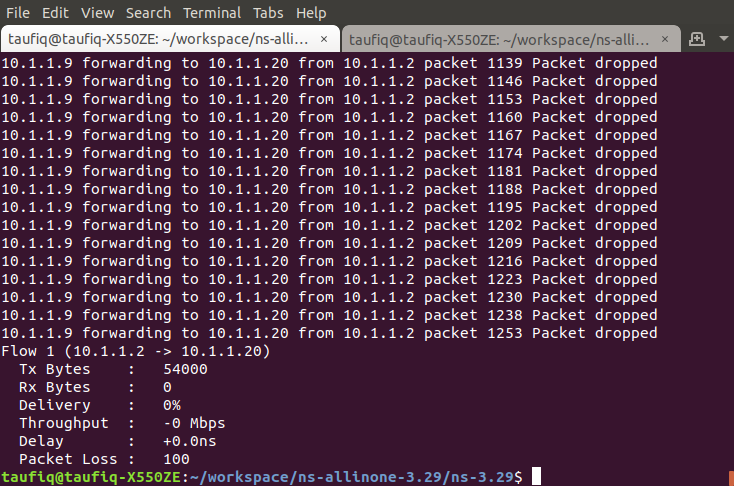 File Edit View Search Terminal Tabs Help
taufiq@taufiq-X550ZE: ~/workspace/ns-alli... × taufiq@taufiq-X550ZE: ~/workspace/ns-alli... ×
10.1.1.9 forwarding to 10.1.1.20 from 10.1.1.2 packet 1139 Packet dropped
10.1.1.9 forwarding to 10.1.1.20 from 10.1.1.2 packet 1146 Packet dropped
10.1.1.9 forwarding to 10.1.1.20 from 10.1.1.2 packet 1153 Packet dropped
10.1.1.9 forwarding to 10.1.1.20 from 10.1.1.2 packet 1160 Packet dropped
10.1.1.9 forwarding to 10.1.1.20 from 10.1.1.2 packet 1167 Packet dropped
10.1.1.9 forwarding to 10.1.1.20 from 10.1.1.2 packet 1174 Packet dropped
10.1.1.9 forwarding to 10.1.1.20 from 10.1.1.2 packet 1181 Packet dropped
10.1.1.9 forwarding to 10.1.1.20 from 10.1.1.2 packet 1188 Packet dropped
10.1.1.9 forwarding to 10.1.1.20 from 10.1.1.2 packet 1195 Packet dropped
10.1.1.9 forwarding to 10.1.1.20 from 10.1.1.2 packet 1202 Packet dropped
10.1.1.9 forwarding to 10.1.1.20 from 10.1.1.2 packet 1209 Packet dropped
10.1.1.9 forwarding to 10.1.1.20 from 10.1.1.2 packet 1216 Packet dropped
10.1.1.9 forwarding to 10.1.1.20 from 10.1.1.2 packet 1223 Packet dropped
10.1.1.9 forwarding to 10.1.1.20 from 10.1.1.2 packet 1230 Packet dropped
10.1.1.9 forwarding to 10.1.1.20 from 10.1.1.2 packet 1238 Packet dropped
10.1.1.9 forwarding to 10.1.1.20 from 10.1.1.2 packet 1253 Packet dropped
Flow 1 (10.1.1.2 -> 10.1.1.20)
  Tx Bytes    :   54000
  Rx Bytes    :   0
  Delivery    :   0%
  Throughput  :   -0 Mbps
  Delay       :   +0.0ns
  Packet Loss :   100
taufiq@taufiq-X550ZE:~/workspace/ns-allinone-3.29/ns-3.29$